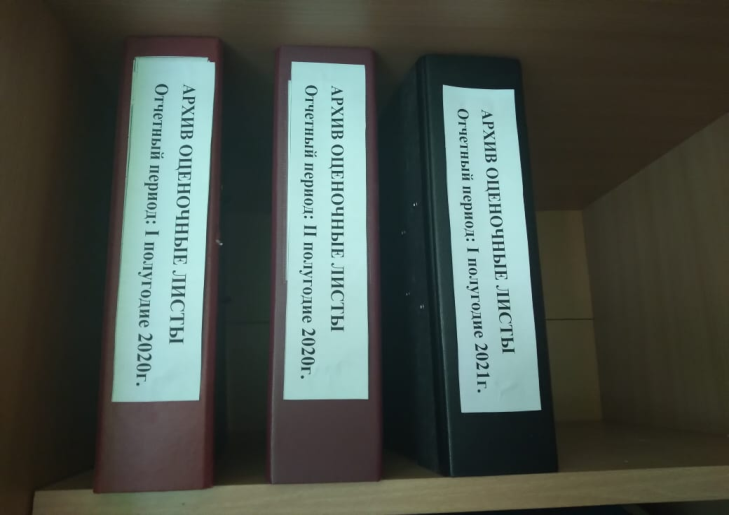 АРХИВ ОЦЕНОЧНЫЕ ЛИСТЫ
Отчетный период: I полугодие 2020г.
АРХИВ ОЦЕНОЧНЫЕ ЛИСТЫ
Отчетный период: II полугодие 2020г.
АРХИВ ОЦЕНОЧНЫЕ ЛИСТЫ
Отчетный период: I полугодие 2021г.